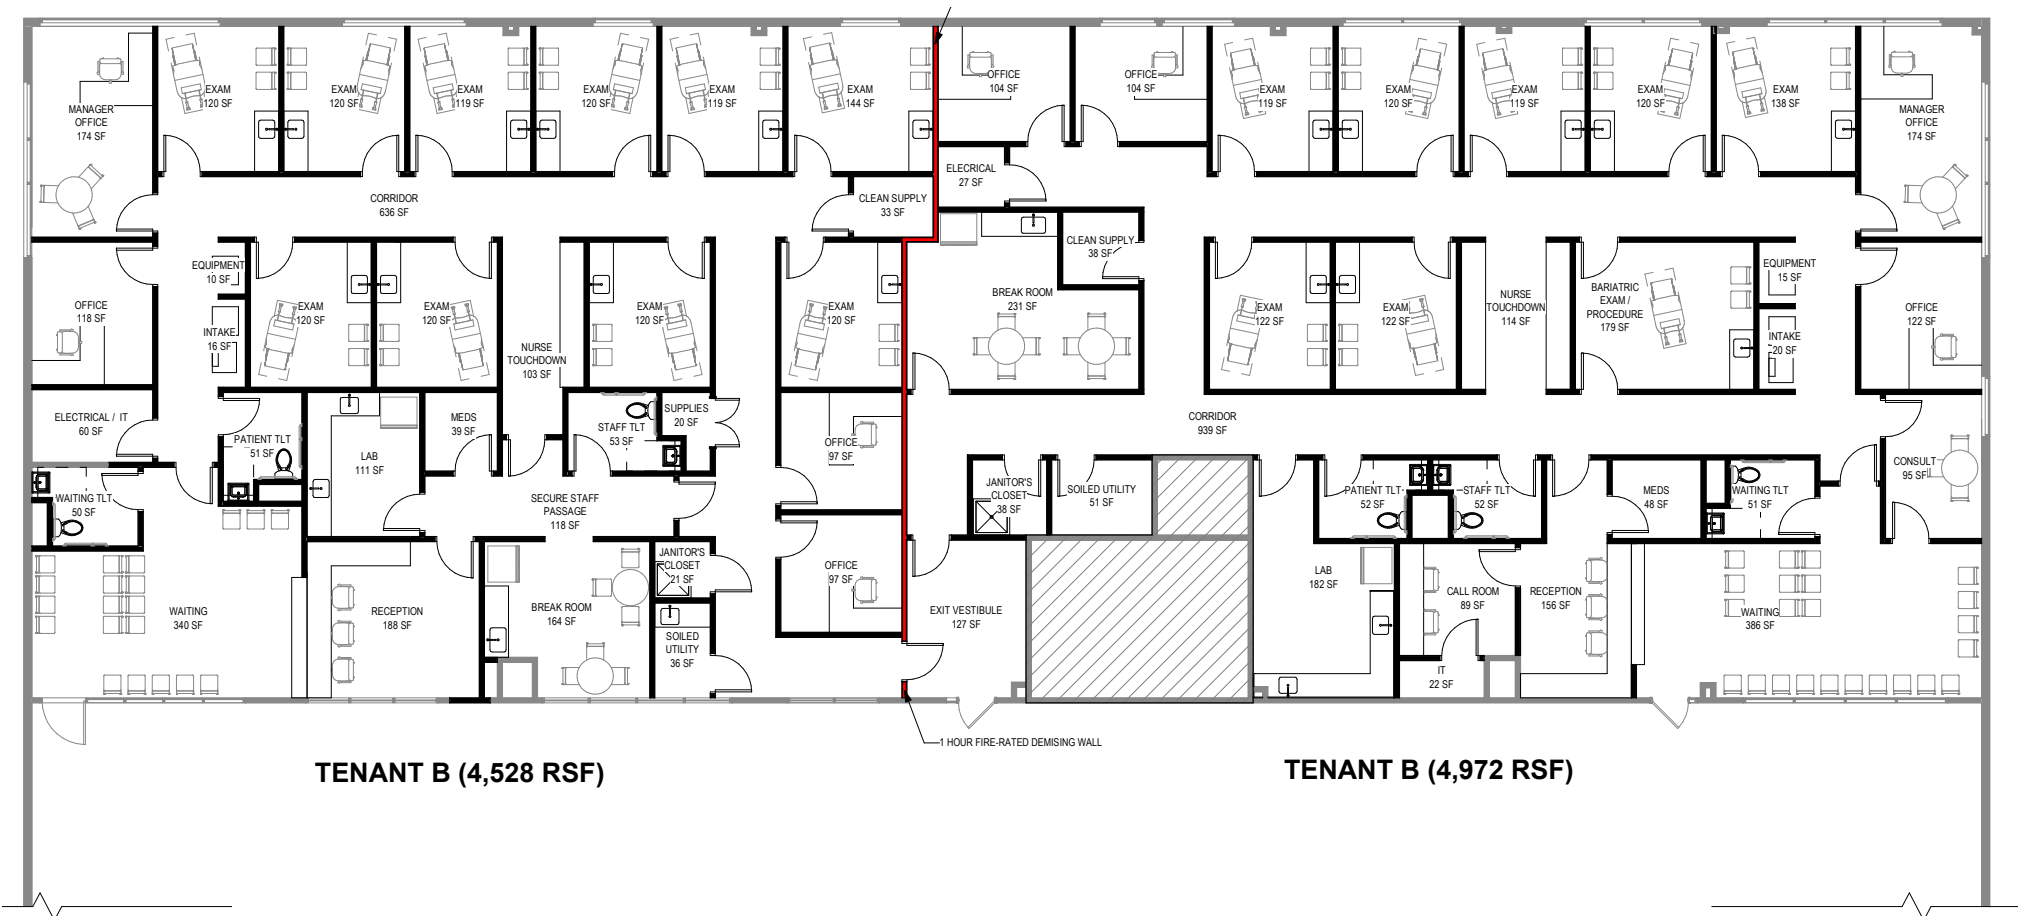 MANAGER
OFFICE
174 SF
EXAM
120 SF
EXAM
120 SF
EXAM
119 SF
EXAM
120 SF
EXAM
119 SF
EXAM
144 SF
OFFICE
104 SF
OFFICE
104 SF
EXAM
119 SF
EXAM
120 SF
EXAM
119 SF
EXAM
120 SF
EXAM
138 SF
MANAGER
OFFICE
174 SF
CORRIDOR
636 SF
CLEAN SUPPLY
33 SF
ELECRICAL
27 SF
CLEAN SUPPLY
38 SF
EQUIPMENT
10 SF
OFFICE
118 SF
INTAKE
16 SF
EXAM
120 SF
EXAM
120 SF
NURSE
TOUCHDOWN
103 SF
EXAM
120 SF
EXAM
120 SF
BREAK ROOM
231 SF
EXAM
122 SF
EXAM
122 SF
NURSE
TOUCHDOWN
114 SF
BARIATRIC
EXAM /
PROCEDURE
179 SF
EQUIPMENT
15 SF
INTAKE
20 SF
OFFICE
122 SF
ELECTRICAL / IT
60 SF
PATIENT TLT
51 SF
LAB
111 SF
MEDS
39 SF
STAFF TLT
53 SF
SUPPLIES
20 SF
OFFICE
97 SF
CORRIDOR
939 SF
CONSULT
95 SF
WAITING TLT
50 SF
SECURE STAFF
PASSAGE
118 SF
JANITOR'S
CLOSET
38 SF
SOILED UTILITY
51 SF
PATIENT TLT
52 SF
STAFF TLT
52 SF
MEDS
48 SF
WAITING TLT
51 SF
WAITING
340 SF
RECEPTION
188 SF
BREAK ROOM
164 SF
JANITOR'S
CLOSET
21 SF
SOILED
UTILITY
36 SF
OFFICE
97 SF
EXIT VESTIBULE
127 SF
LAB
182 SF
CALL ROOM
89 SF
IT
22 SF
RECEPTION
156 SF
WAITING
386 SF
1 HOUR FIRE-RATED DEMISING WALL
TENANT B (4,528 RSF)
TENANT B (4,972 RSF)